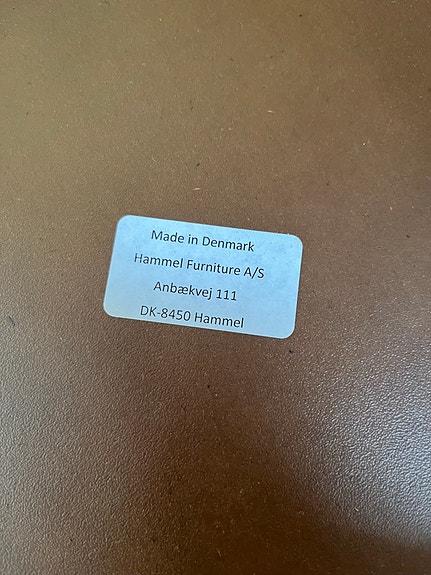 Made in Denmark
Hammel Furniture A/S
Anbækvej 111
DK-8450 Hammel